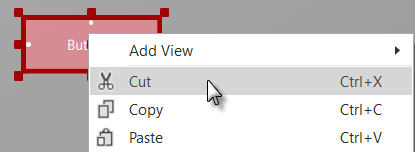 Add View
Cut Ctrl+X
Copy Ctrl+C
Paste Ctrl+V